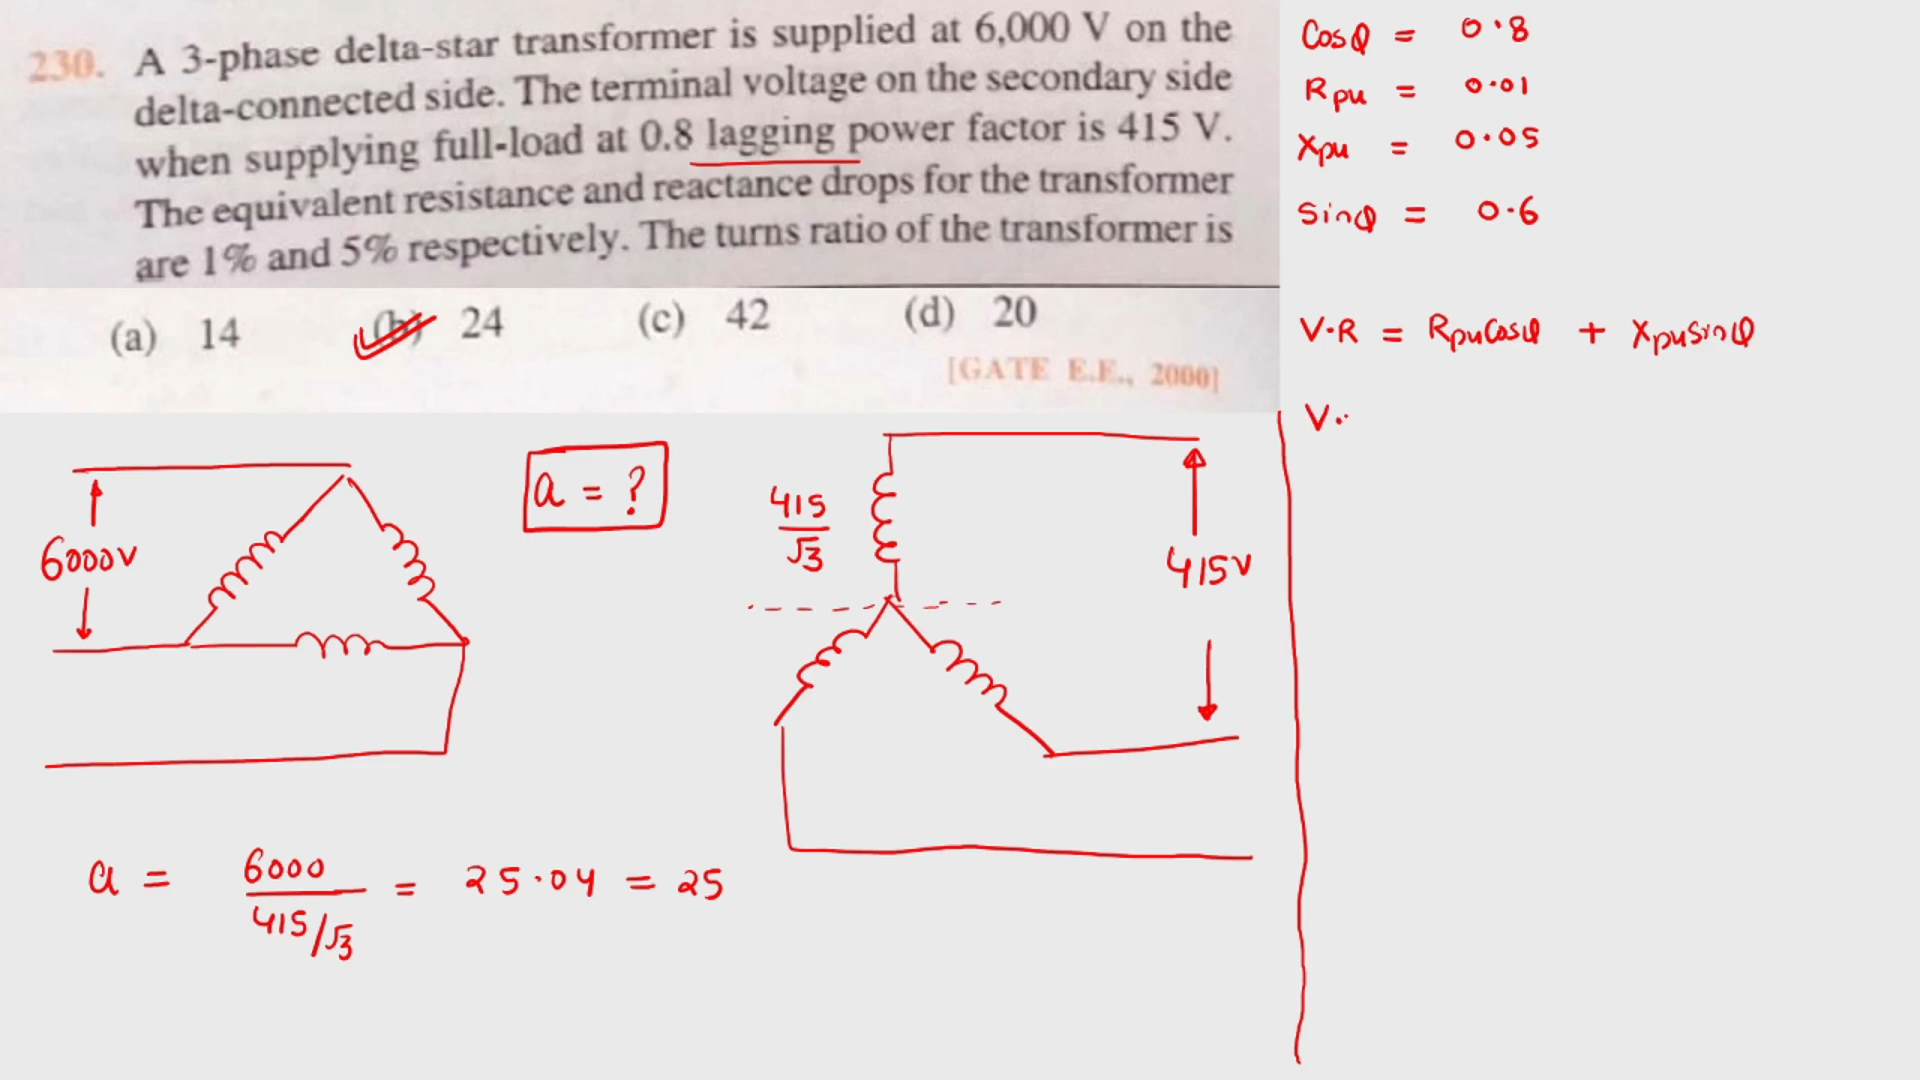 230. A 3-phase delta-star transformer is supplied at 6,000 V on the
delta-connected side. The terminal voltage on the secondary side
when supplying full-load at 0.8 lagging power factor is 415 V.
The equivalent resistance and reactance drops for the transformer
are 1% and 5% respectively. The turns ratio of the transformer is
(a) 14 (b) 24 (c) 42 (d) 20
[GATE E.E., 2000]
Cosφ = 0.8
Rpu = 0.01
Xpu = 0.05
Sinφ = 0.6
V.R = RpuCosφ + XpuSinφ
V.
6000V
a = ?
415
√3
415V
a = 6000 / 415/√3 = 25.04 = 25